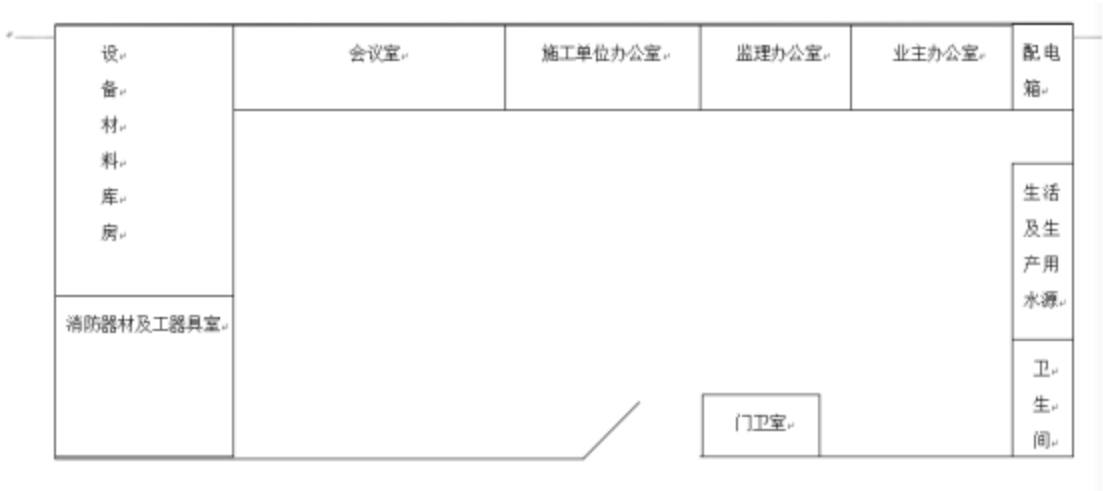 设
备
材
料
库
房
会议室
施工单位办公室
监理办公室
业主办公室
配电
箱
生活
及生
产用
水源
消防器材及工器具室
卫
生
间
门卫室